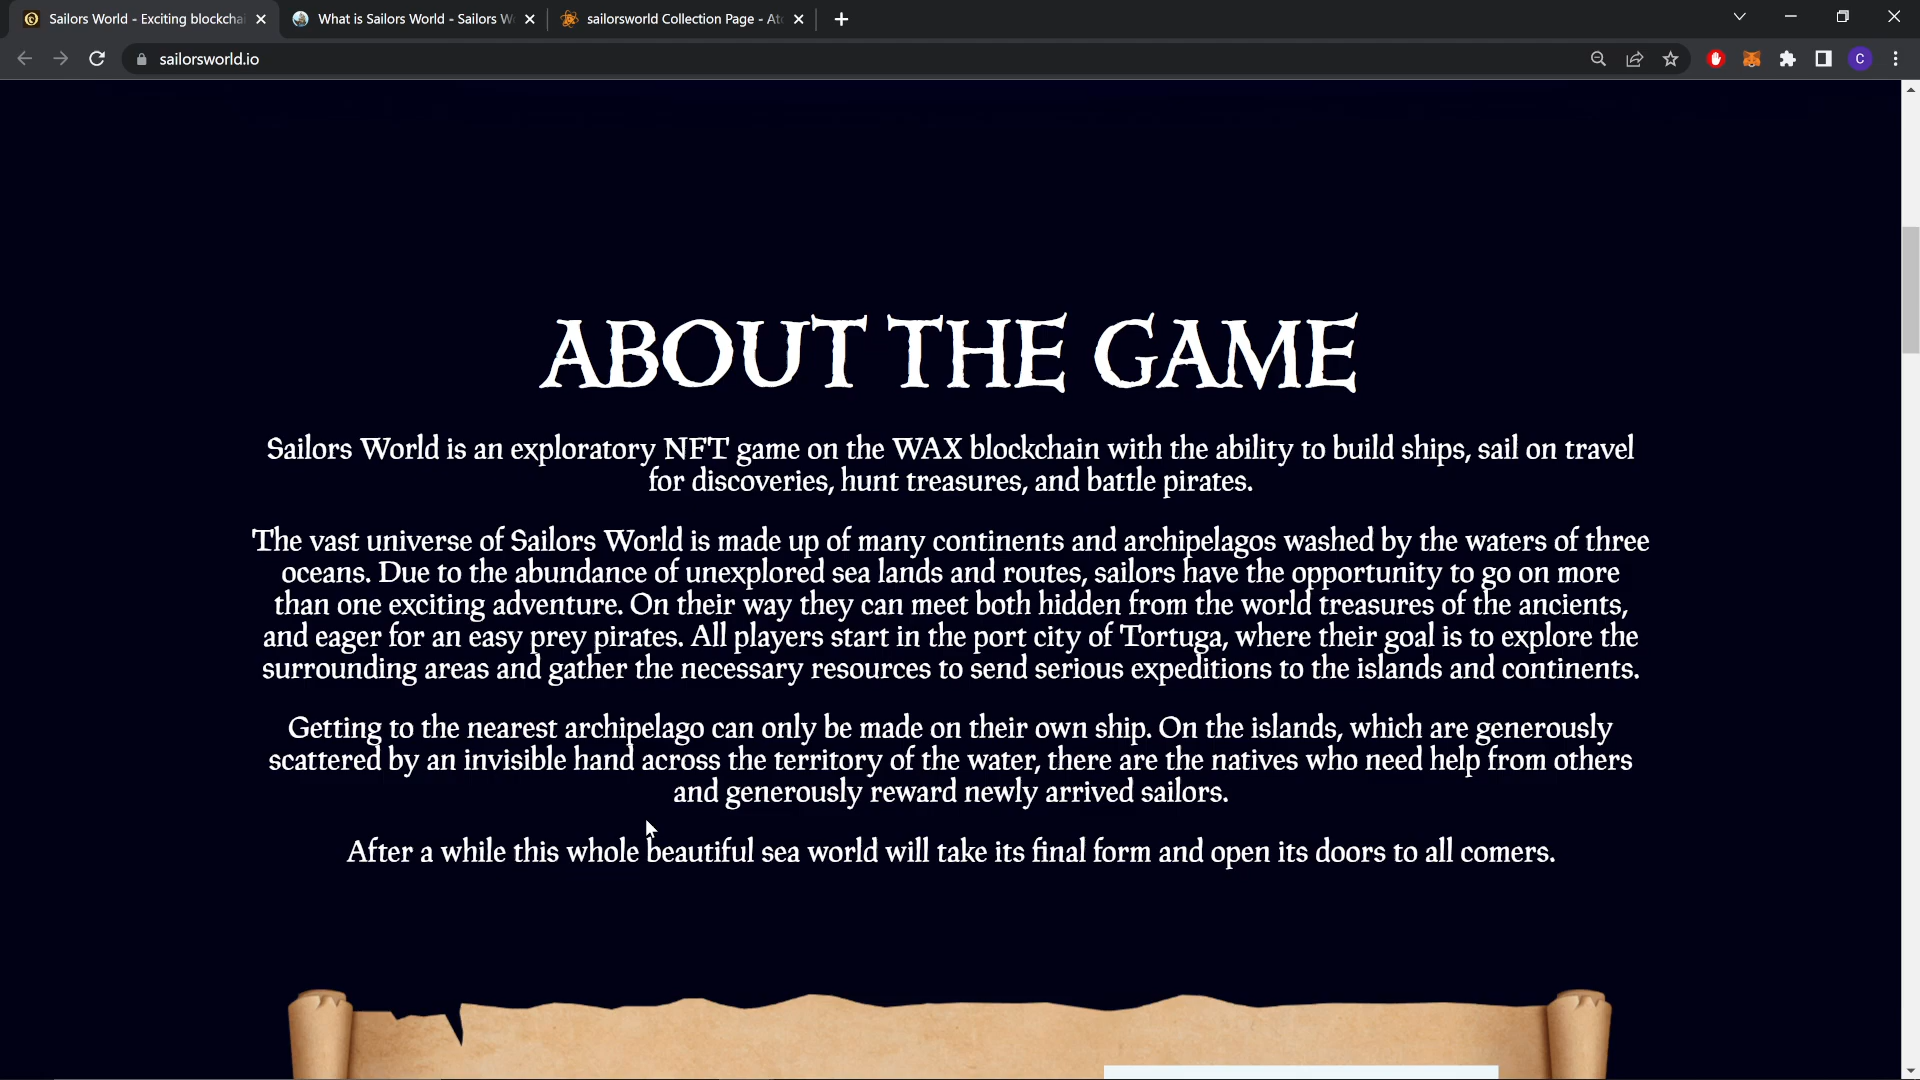 Sailors World - Exciting blockcha
What is Sailors World - Sailors W
sailorsworld Collection Page - At
sailorsworld.io
C
ABOUT THE GAME
Sailors World is an exploratory NFT game on the WAX blockchain with the ability to build ships, sail on travel
for discoveries, hunt treasures, and battle pirates.
The vast universe of Sailors World is made up of many continents and archipelagos washed by the waters of three
oceans. Due to the abundance of unexplored sea lands and routes, sailors have the opportunity to go on more
than one exciting adventure. On their way they can meet both hidden from the world treasures of the ancients,
and eager for an easy prey pirates. All players start in the port city of Tortuga, where their goal is to explore the
surrounding areas and gather the necessary resources to send serious expeditions to the islands and continents.
Getting to the nearest archipelago can only be made on their own ship. On the islands, which are generously
scattered by an invisible hand across the territory of the water, there are the natives who need help from others
and generously reward newly arrived sailors.
After a while this whole beautiful sea world will take its final form and open its doors to all comers.